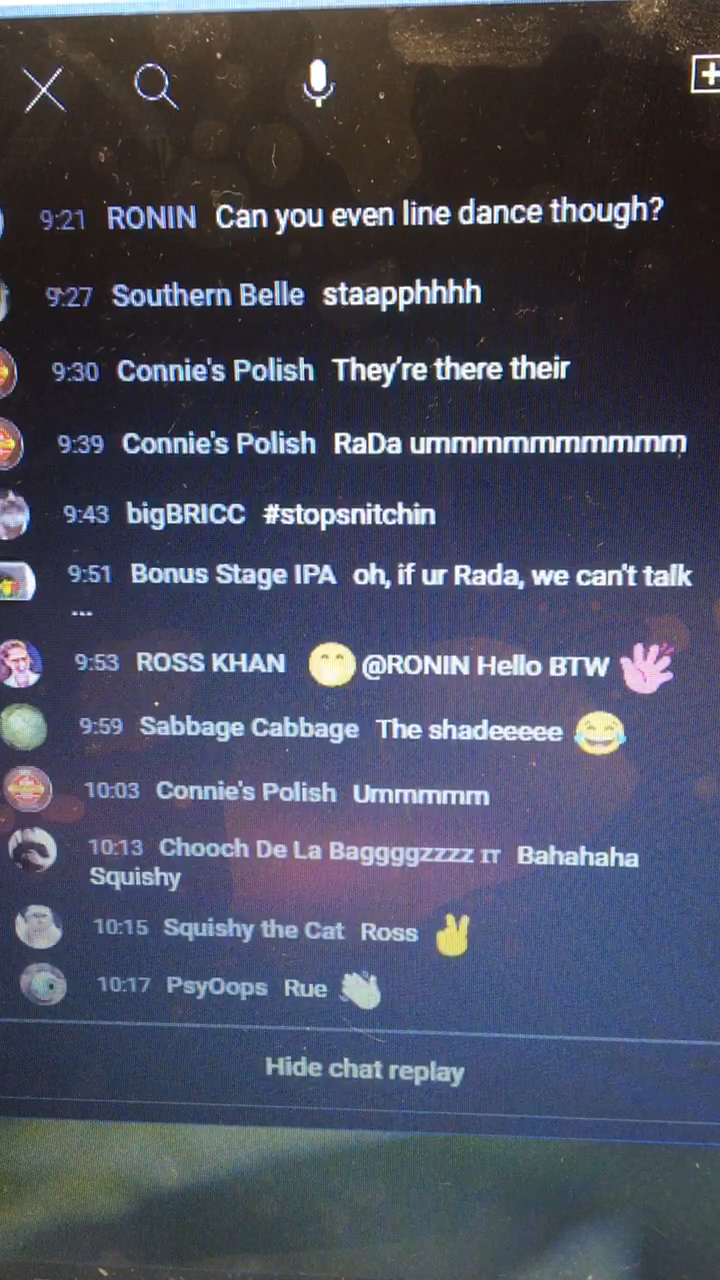 9:21 RONIN Can you even line dance though?
9:27 Southern Belle staapphhhh
9:30 Connie's Polish They're there their
9:39 Connie's Polish RaDa ummmmmmmmmm
9:43 bigBRICC #stopsnitchin
9:51 Bonus Stage IPA oh, if ur Rada, we can't talk
...
9:53 ROSS KHAN 😶 @RONIN Hello BTW 👋
9:59 Sabbage Cabbage The shadeeeee 😂
10:03 Connie's Polish Ummmmm
10:13 Chooch De La Baggggzzzz IT Bahahaha
Squishy
10:15 Squishy the Cat Ross ✌
10:17 PsyOops Rue 👏
Hide chat replay